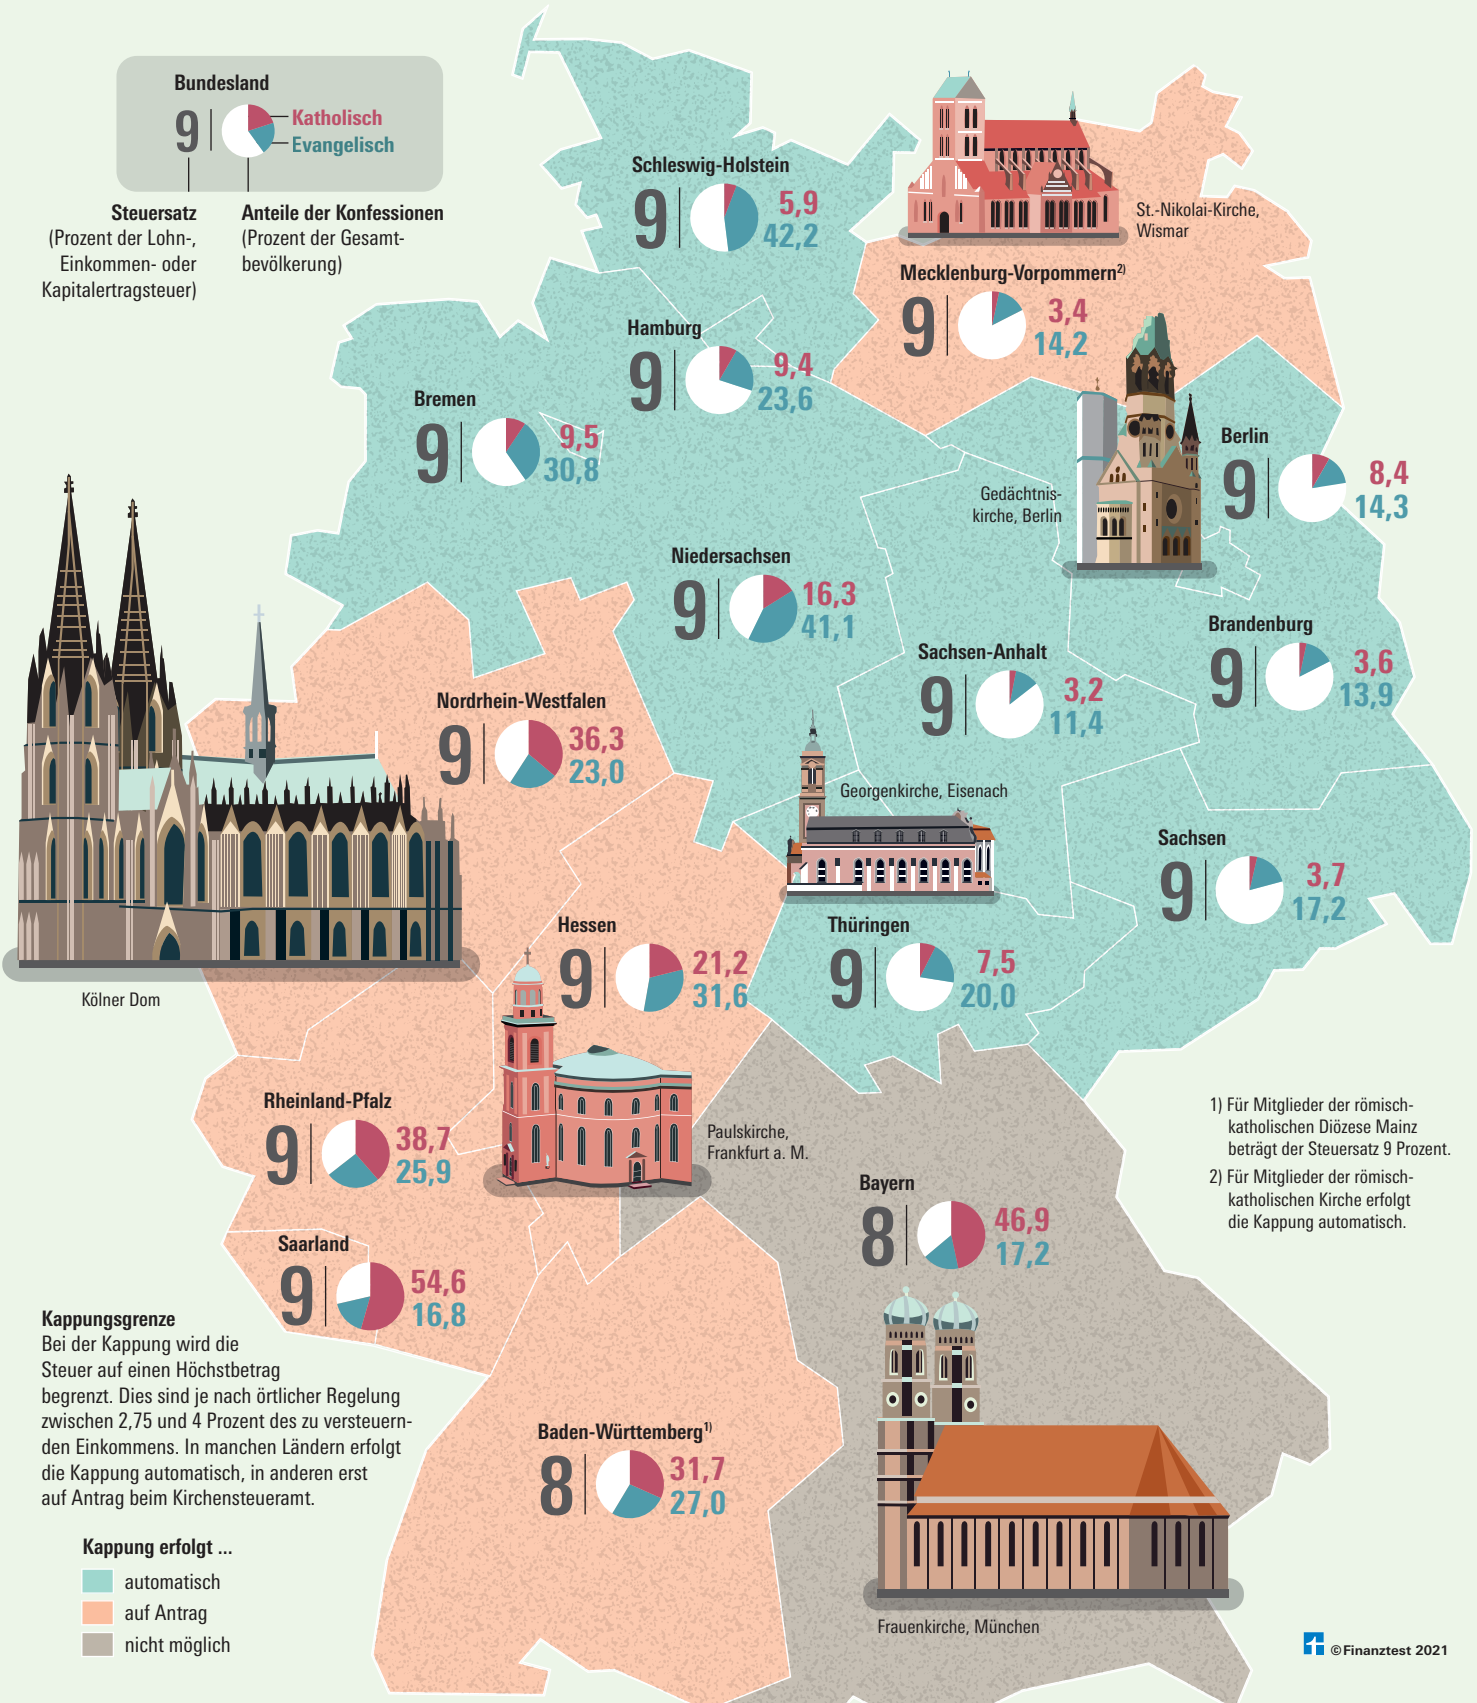 Bundesland
9
Katholisch
Evangelisch
Steuersatz
(Prozent der Lohn-,
Einkommen- oder
Kapitalertragsteuer)
Anteile der Konfessionen
(Prozent der Gesamt-
bevölkerung)
Schleswig-Holstein
9
5,9
42,2
St.-Nikolai-Kirche,
Wismar
Mecklenburg-Vorpommern2)
9
3,4
14,2
Hamburg
9
9,4
23,6
Bremen
9
9,5
30,8
Berlin
9
8,4
14,3
Gedächtnis-
kirche, Berlin
Niedersachsen
9
16,3
41,1
Brandenburg
9
3,6
13,9
Sachsen-Anhalt
9
3,2
11,4
Nordrhein-Westfalen
9
36,3
23,0
Georgenkirche, Eisenach
Sachsen
9
3,7
17,2
Hessen
9
21,2
31,6
Thüringen
9
7,5
20,0
Kölner Dom
Rheinland-Pfalz
9
38,7
25,9
Paulskirche,
Frankfurt a. M.
1) Für Mitglieder der römisch-
katholischen Diözese Mainz
beträgt der Steuersatz 9 Prozent.
2) Für Mitglieder der römisch-
katholischen Kirche erfolgt
die Kappung automatisch.
Bayern
8
46,9
17,2
Saarland
9
54,6
16,8
Kappungsgrenze
Bei der Kappung wird die
Steuer auf einen Höchstbetrag
begrenzt. Dies sind je nach örtlicher Regelung
zwischen 2,75 und 4 Prozent des zu versteuern-
den Einkommens. In manchen Ländern erfolgt
die Kappung automatisch, in anderen erst
auf Antrag beim Kirchensteueramt.
Baden-Württemberg1)
8
31,7
27,0
Kappung erfolgt ...
automatisch
auf Antrag
nicht möglich
Frauenkirche, München
©Finanztest 2021